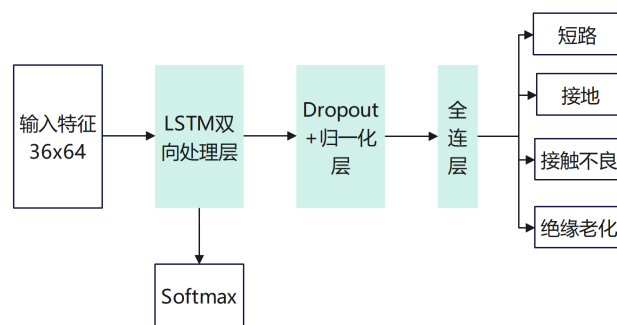 输入特征
36x64
LSTM双
向处理层
Dropout
+归一化
层
全
连
层
短路
接地
接触不良
绝缘老化
Softmax